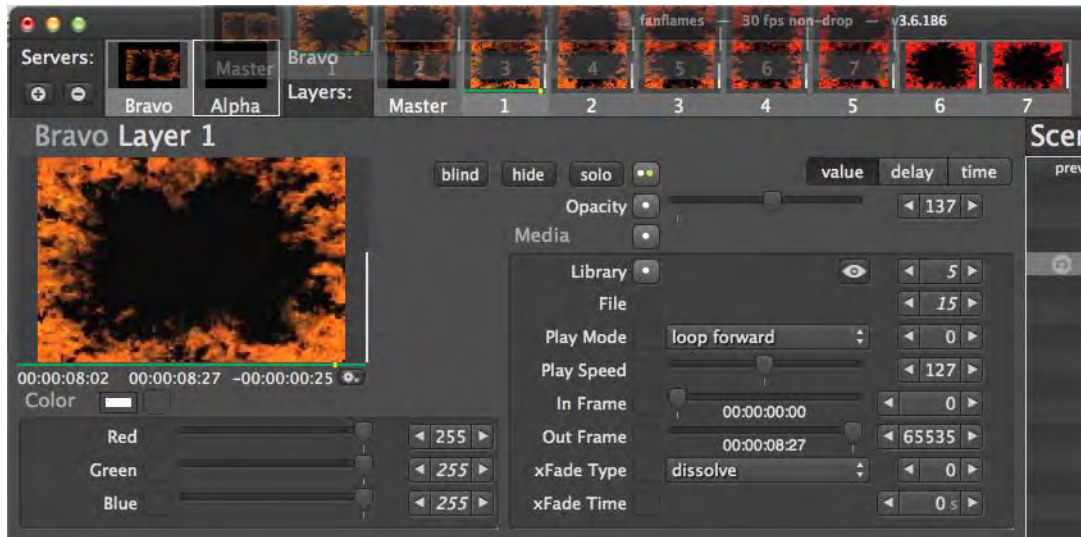 fanflames — 30 fps non-drop — v3.6.1B6
Servers:
Bravo
Alpha
Master
Bravo
Layers:
1 2 3 4 5 6 7
Master 1 2 3 4 5 6 7
Bravo Layer 1
Scen
blind hide solo
value delay time
prev
Opacity 137
Media
Library 5
File 15
Play Mode loop forward 0
Play Speed 127
00:00:08:02 00:00:08:27 -00:00:00:25
In Frame 00:00:00:00 0
Color
Red 255
Out Frame 00:00:08:27 65535
Green 255
xFade Type dissolve 0
Blue 255
xFade Time 0 s